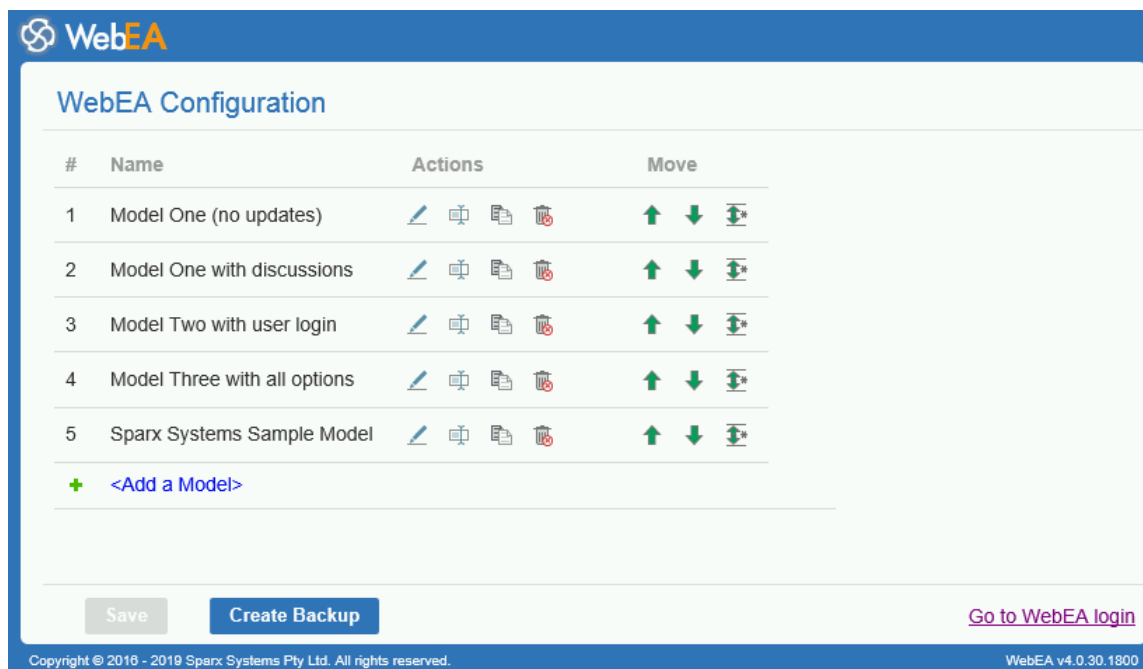 WebEA
WebEA Configuration
# Name Actions Move
1 Model One (no updates)
2 Model One with discussions
3 Model Two with user login
4 Model Three with all options
5 Sparx Systems Sample Model
<Add a Model>
Save Create Backup Go to WebEA login
Copyright © 2016 - 2019 Sparx Systems Pty Ltd. All rights reserved. WebEA v4.0.30.1800